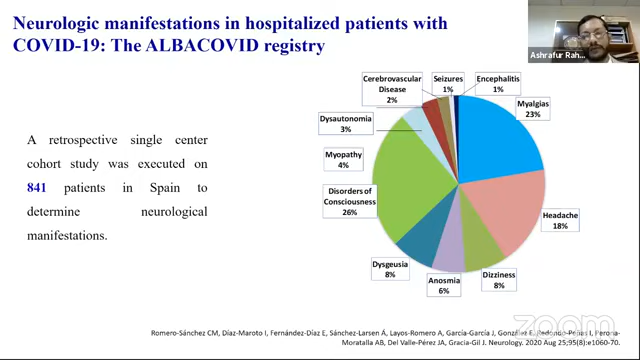 Neurologic manifestations in hospitalized patients with
COVID-19: The ALBACOVID registry
Ashrafur Rah...
A retrospective single center
cohort study was executed on
841 patients in Spain to
determine neurological
manifestations.
Cerebrovascular
Disease
2%
Seizures
1%
Encephalitis
1%
Myalgias
23%
Dysautonomia
3%
Myopathy
4%
Disorders of
Consciousness
26%
Headache
18%
Dysgeusia
8%
Anosmia
6%
Dizziness
8%
zoom
Romero-Sánchez CM, Díaz-Maroto I, Fernández-Díaz E, Sánchez-Larsen Á, Layos-Romero A, García-García J, González E, Redondo-Peñas I, Perona-
Moratalla AB, Del Valle-Pérez JA, Gracia-Gil J. Neurology. 2020 Aug 25;95(8):e1060-70.